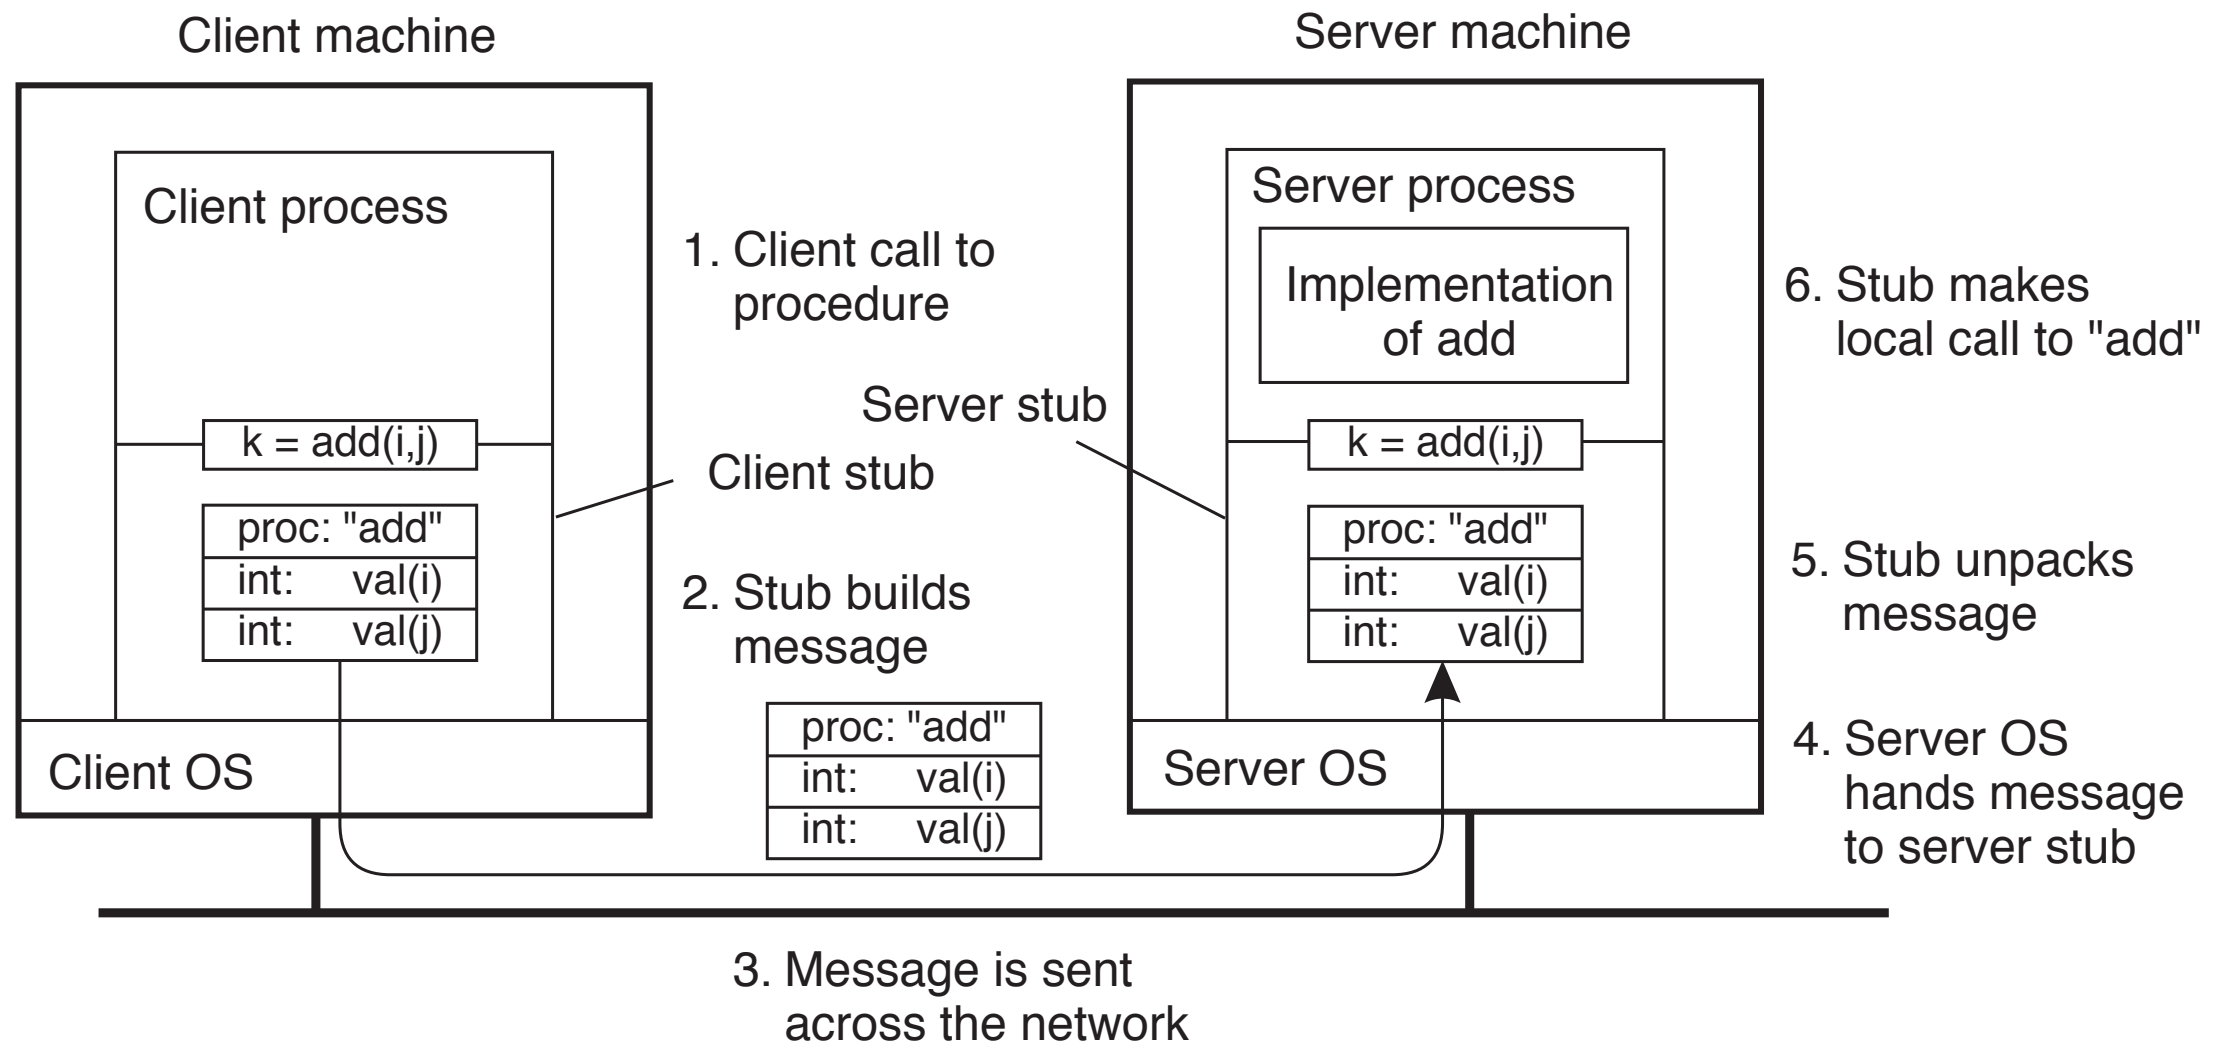 Client machine
Server machine
Client process
k = add(i,j)
proc: "add"
int: val(i)
int: val(j)
Client OS
1. Client call to
procedure
Server stub
Client stub
2. Stub builds
message
proc: "add"
int: val(i)
int: val(j)
3. Message is sent
across the network
Server process
Implementation
of add
k = add(i,j)
proc: "add"
int: val(i)
int: val(j)
Server OS
6. Stub makes
local call to "add"
5. Stub unpacks
message
4. Server OS
hands message
to server stub